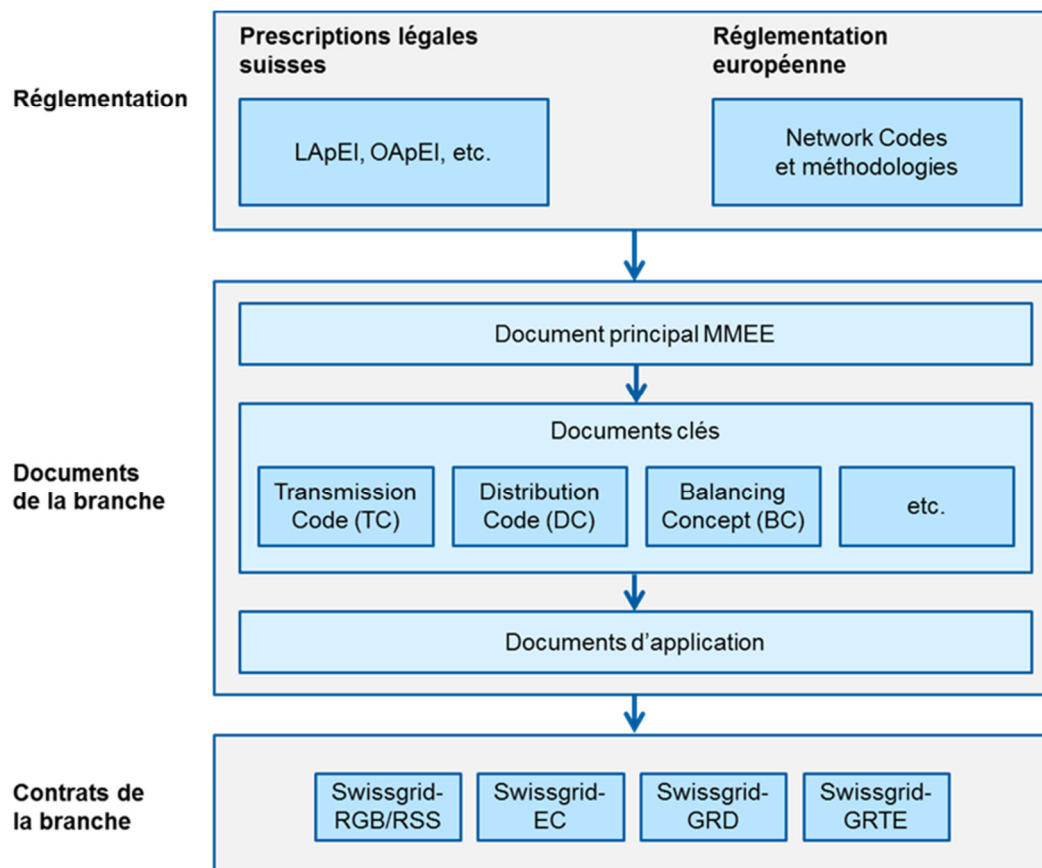 Réglementation
Prescriptions légales
suisses
Réglementation
européenne
LApEl, OApEl, etc.
Network Codes
et méthodologies
Documents
de la branche
Document principal MMEE
Documents clés
Transmission
Code (TC)
Distribution
Code (DC)
Balancing
Concept (BC)
etc.
Documents d’application
Contrats de
la branche
Swissgrid-
RGB/RSS
Swissgrid-
EC
Swissgrid-
GRD
Swissgrid-
GRTE